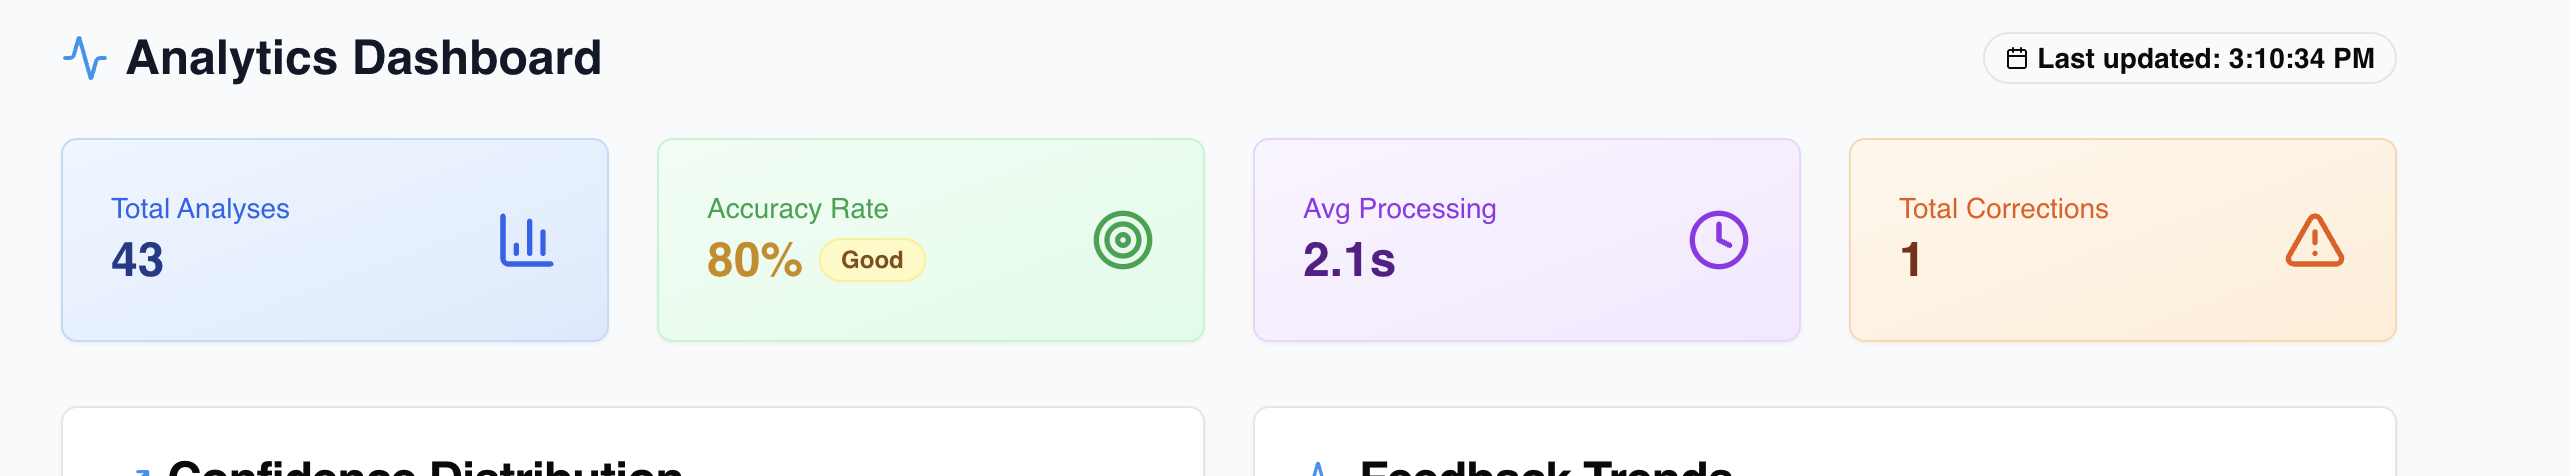 Analytics Dashboard
Last updated: 3:10:34 PM
Total Analyses
43
Accuracy Rate
80% Good
Avg Processing
2.1s
Total Corrections
1
Confidence Distribution
Feedback Trends